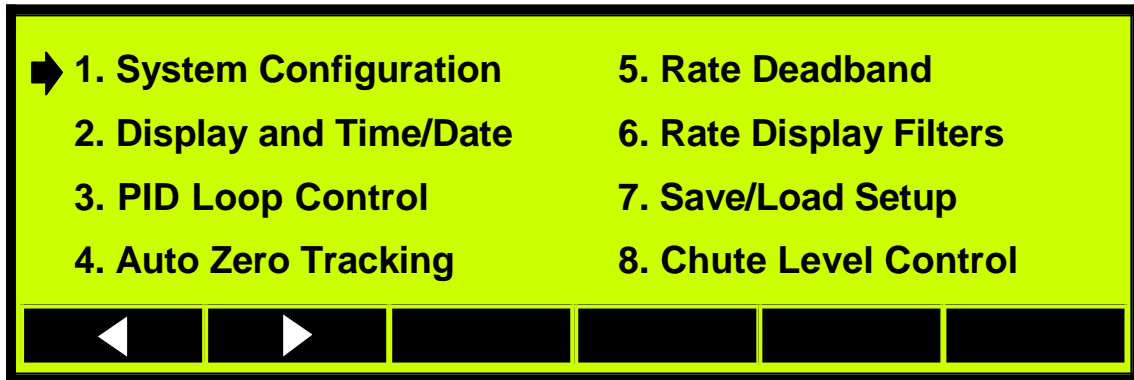 1. System Configuration
2. Display and Time/Date
3. PID Loop Control
4. Auto Zero Tracking
5. Rate Deadband
6. Rate Display Filters
7. Save/Load Setup
8. Chute Level Control